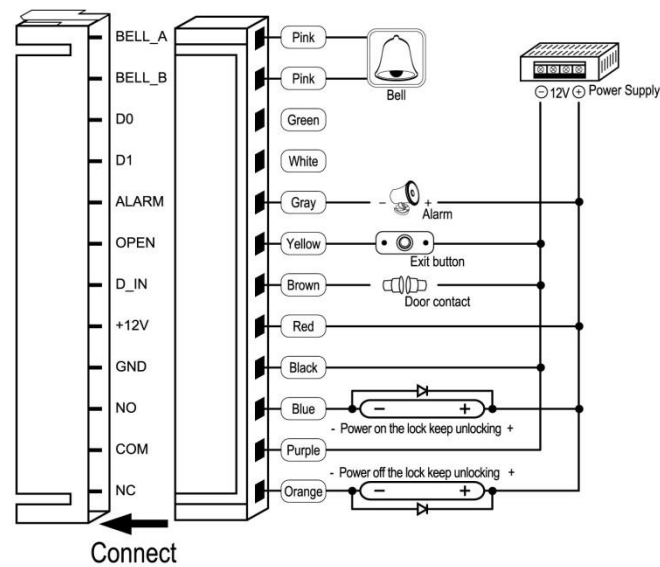 BELL_A Pink
BELL_B Pink
Bell
D0 Green
D1 White
ALARM Gray - + Alarm
OPEN Yellow
Exit button
D_IN Brown
Door contact
+12V Red
GND Black
NO Blue - +
- Power on the lock keep unlocking +
COM Purple
- Power off the lock keep unlocking +
NC Orange - +
- 12V + Power Supply
Connect